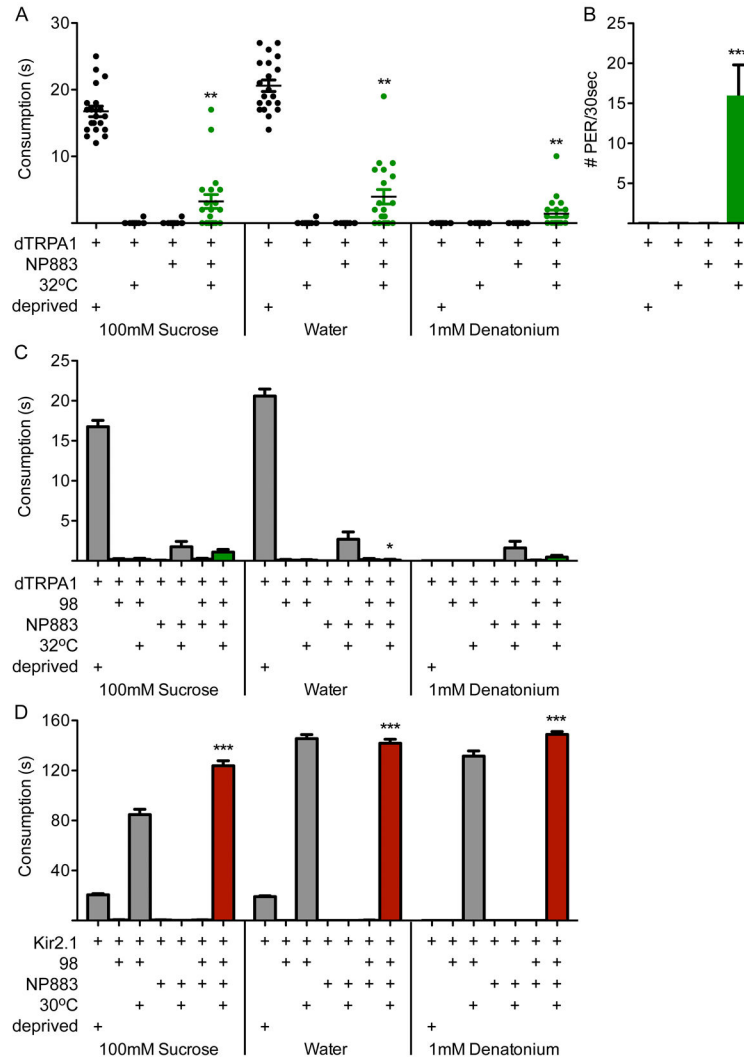 A
Consumption (s)
30
20
10
0
**
**
**
dTRPA1 + + + + + + + + + + + +
NP883 + + + + + +
32ºC + + + + + +
deprived + + +
100mM Sucrose Water 1mM Denatonium
B
# PER/30sec
25
20
15
10
5
0
***
+ + + +
+ +
+ +
+
C
Consumption (s)
25
20
15
10
5
*
dTRPA1 + + + + + + + + + + + + + + + + + + + + +
98 + + + + + + + + + + + +
NP883 + + + + + + + + + + + +
32ºC + + + + + + + + +
deprived + + +
100mM Sucrose Water 1mM Denatonium
D
Consumption (s)
160
120
80
40
***
***
***
Kir2.1 + + + + + + + + + + + + + + + + + + + + +
98 + + + + + + + + + + + +
NP883 + + + + + + + + + + + +
30ºC + + + + + + + + +
deprived + + +
100mM Sucrose Water 1mM Denatonium